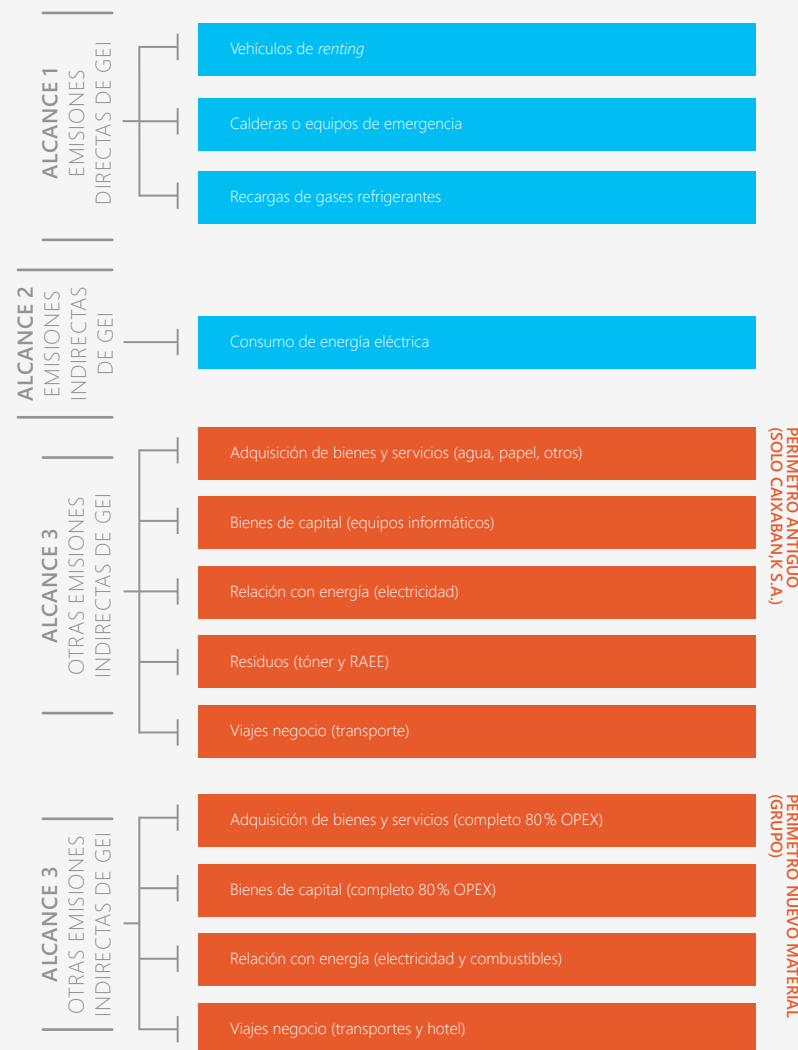 ALCANCE 1
EMISIONES
DIRECTAS DE GEI
Vehículos de renting
Calderas o equipos de emergencia
Recargas de gases refrigerantes
ALCANCE 2
EMISIONES
INDIRECTAS
DE GEI
Consumo de energía eléctrica
ALCANCE 3
OTRAS EMISIONES
INDIRECTAS DE GEI
Adquisición de bienes y servicios (agua, papel, otros)
Bienes de capital (equipos informáticos)
Relación con energía (electricidad)
Residuos (tóner y RAEE)
Viajes negocio (transporte)
PERIMETRO ANTIGUO
(SOLO CAIXABAN,K S.A.)
ALCANCE 3
OTRAS EMISIONES
INDIRECTAS DE GEI
Adquisición de bienes y servicios (completo 80% OPEX)
Bienes de capital (completo 80% OPEX)
Relación con energía (electricidad y combustibles)
Viajes negocio (transportes y hotel)
PERIMETRO NUEVO MATERIAL
(GRUPO)